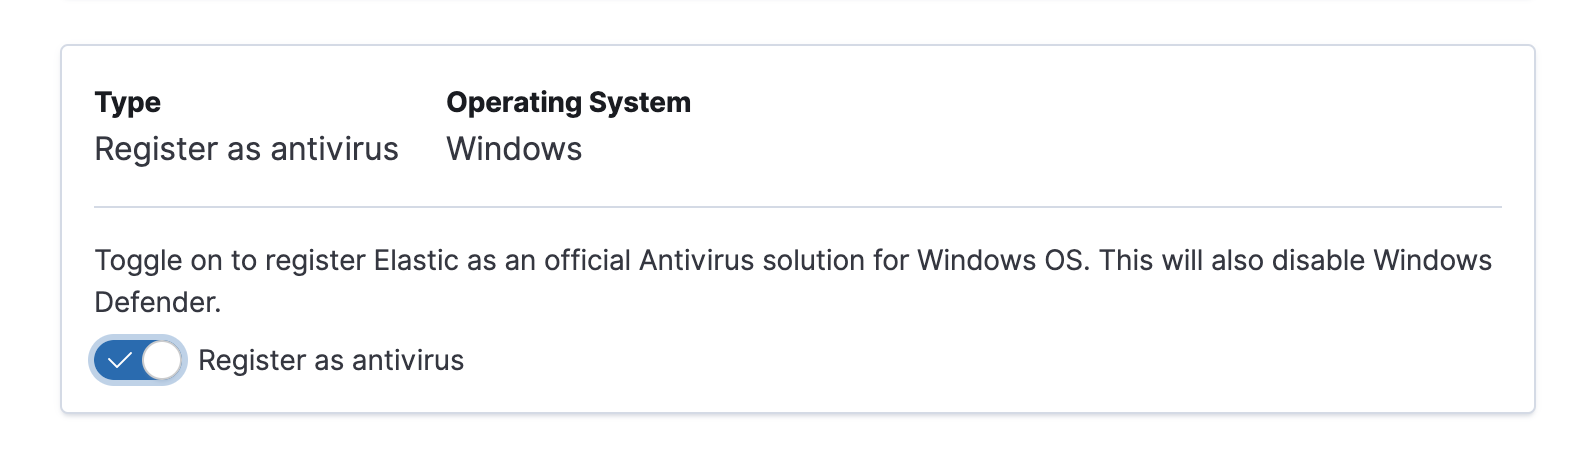 Type
Operating System
Register as antivirus
Windows
Toggle on to register Elastic as an official Antivirus solution for Windows OS. This will also disable Windows
Defender.
Register as antivirus